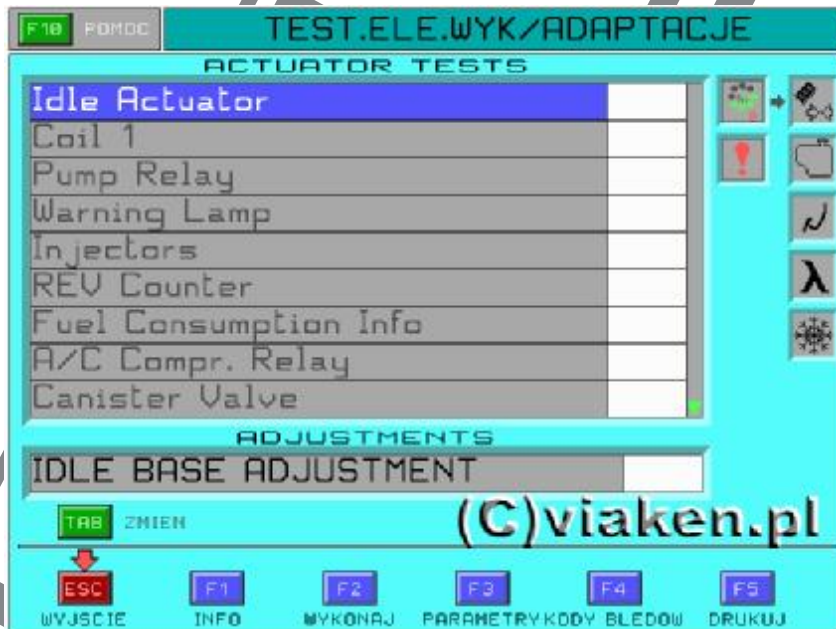 F10 POMOC TEST.ELE.WYK/ADAPTACJE
ACTUATOR TESTS
Idle Actuator
Coil 1
Pump Relay
Warning Lamp
Injectors
REV Counter
Fuel Consumption Info
A/C Compr. Relay
Canister Valve
ADJUSTMENTS
IDLE BASE ADJUSTMENT
TAB ZMIEN
(C)viaken.pl
ESC F1 F2 F3 F4 F5
WYJSCIE INFO WYKONAJ PARAMETRY KODY BLEDOW DRUKUJ